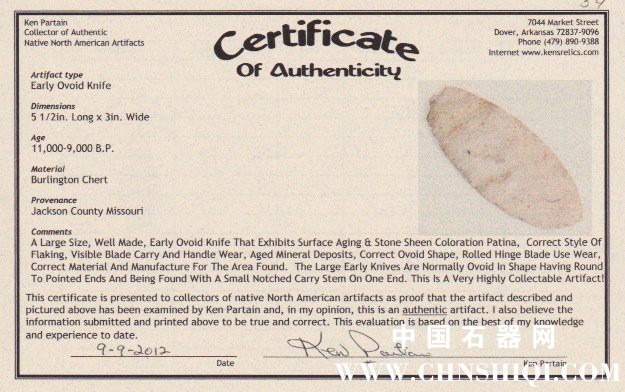 34
Ken Partain
Collector of Authentic
Native North American Artifacts
Certificate
Of Authenticity
7044 Market Street
Dover, Arkansas 72837-9096
Phone (479) 890-9388
Internet www.kensrelics.com
Artifact type
Early Ovoid Knife
Dimensions
5 1/2in. Long x 3in. Wide
Age
11,000-9,000 B.P.
Material
Burlington Chert
Provenance
Jackson County Missouri
Comments
A Large Size, Well Made, Early Ovoid Knife That Exhibits Surface Aging & Stone Sheen Coloration Patina, Correct Style Of
Flaking, Visible Blade Carry And Handle Wear, Aged Mineral Deposits, Correct Ovoid Shape, Rolled Hinge Blade Use Wear,
Correct Material And Manufacture For The Area Found. The Large Early Knives Are Normally Ovoid In Shape Having Round
To Pointed Ends And Being Found With A Small Notched Carry Stem On One End. This Is A Very Highly Collectable Artifact!
This certificate is presented to collectors of native North American artifacts as proof that the artifact described and
pictured above has been examined by Ken Partain and, in my opinion, this is an authentic artifact. I also believe the
information submitted and printed above to be true and correct. This evaluation is based on the best of my knowledge
and experience to date.
中国石器网
9-9-2012
Ken Partain
Date
Ken Partain
WWW.CHNSHIQI.COM